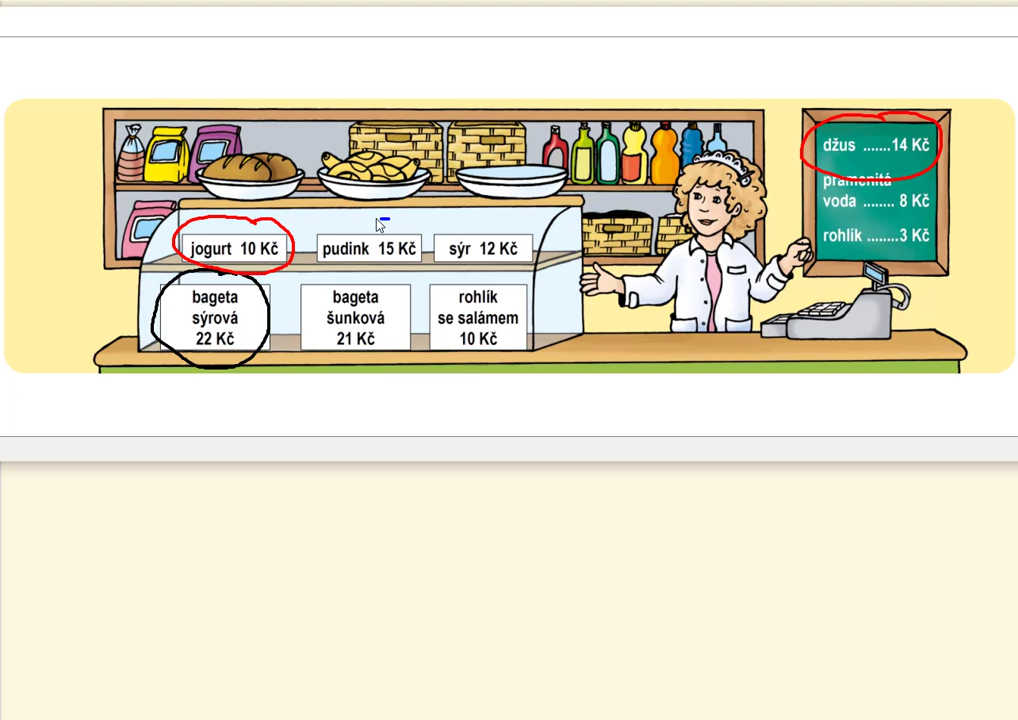 džus .......14 Kč
pramenitá
voda ........ 8 Kč
rohlík ........3 Kč
jogurt 10 Kč
pudink 15 Kč
sýr 12 Kč
bageta
sýrová
22 Kč
bageta
šunková
21 Kč
rohlík
se salámem
10 Kč